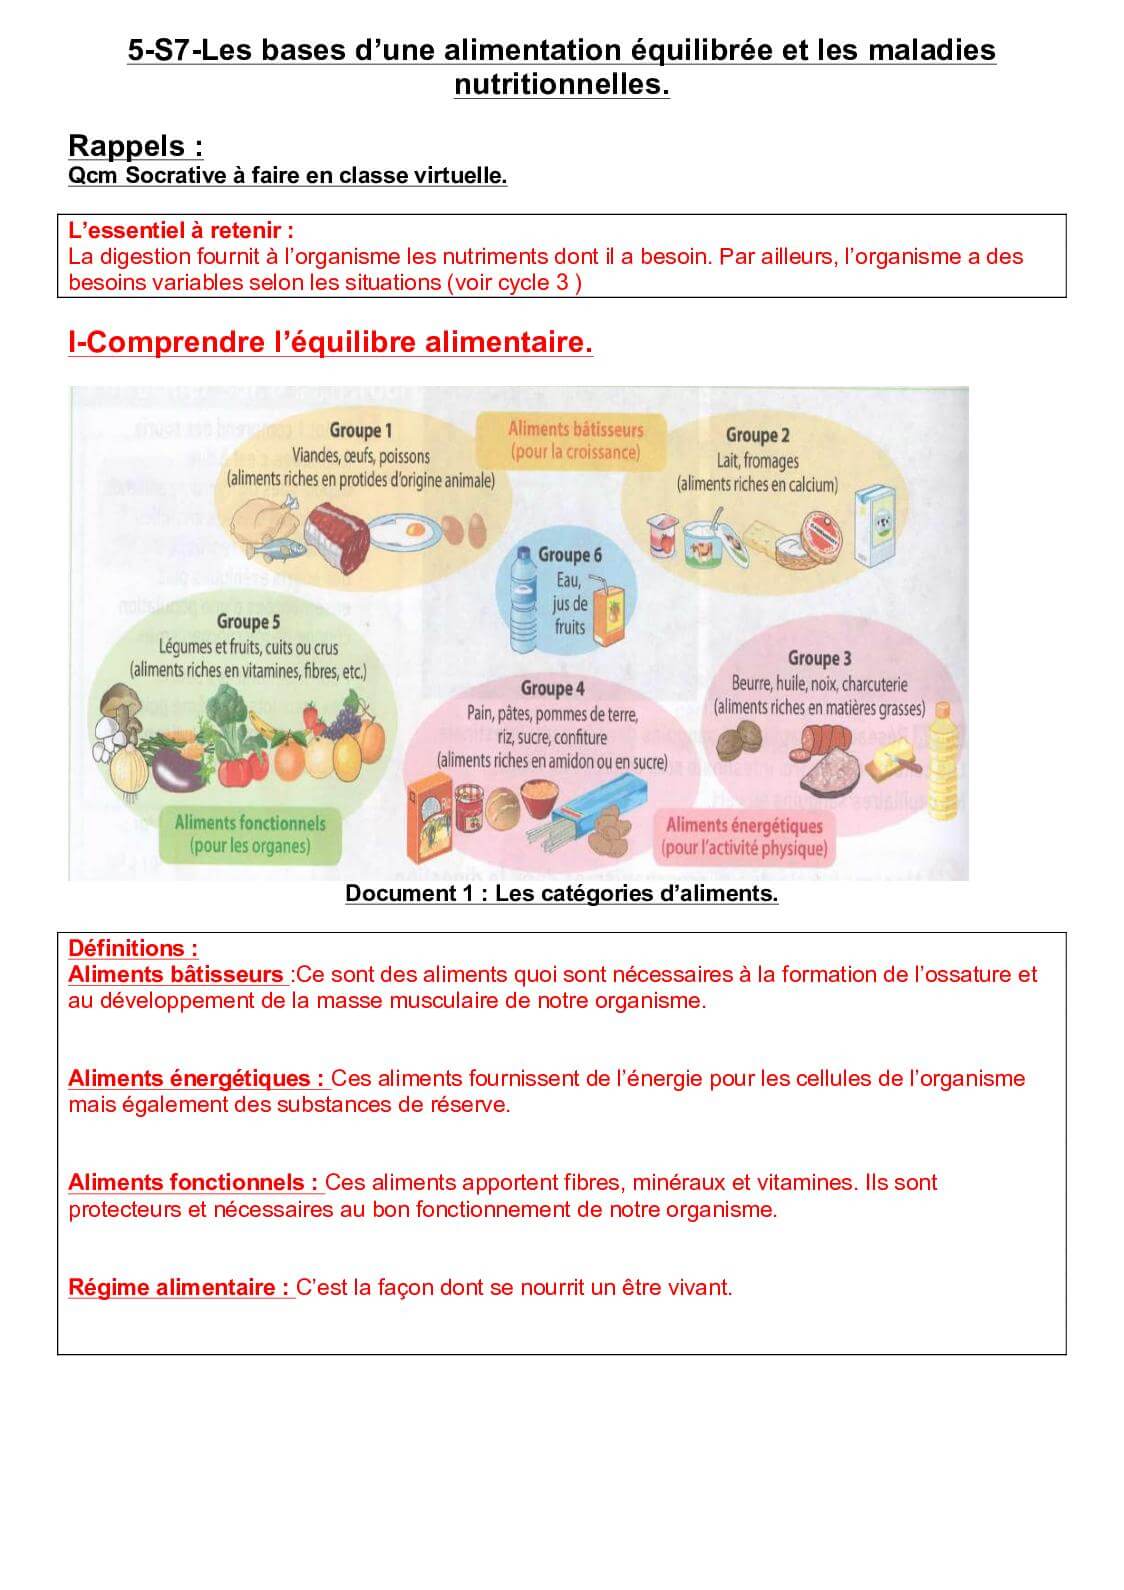 5-S7-Les bases d’une alimentation équilibrée et les maladies
nutritionnelles.
Rappels :
Qcm Socrative à faire en classe virtuelle.
L’essentiel à retenir :
La digestion fournit à l’organisme les nutriments dont il a besoin. Par ailleurs, l’organisme a des
besoins variables selon les situations (voir cycle 3 )
I-Comprendre l’équilibre alimentaire.
Groupe 1
Viandes, œufs, poissons
(aliments riches en protides d’origine animale)
Aliments bâtisseurs
(pour la croissance)
Groupe 2
Lait, fromages
(aliments riches en calcium)
Groupe 6
Eau,
jus de
fruits
Groupe 5
Légumes et fruits, cuits ou crus
(aliments riches en vitamines, fibres, etc.)
Groupe 4
Pain, pâtes, pommes de terre,
riz, sucre, confiture
(aliments riches en amidon ou en sucre)
Groupe 3
Beurre, huile, noix, charcuterie
(aliments riches en matières grasses)
Aliments fonctionnels
(pour les organes)
Aliments énergétiques
(pour l’activité physique)
Document 1 : Les catégories d’aliments.
Définitions :
Aliments bâtisseurs :Ce sont des aliments quoi sont nécessaires à la formation de l’ossature et
au développement de la masse musculaire de notre organisme.
Aliments énergétiques : Ces aliments fournissent de l’énergie pour les cellules de l’organisme
mais également des substances de réserve.
Aliments fonctionnels : Ces aliments apportent fibres, minéraux et vitamines. Ils sont
protecteurs et nécessaires au bon fonctionnement de notre organisme.
Régime alimentaire : C’est la façon dont se nourrit un être vivant.